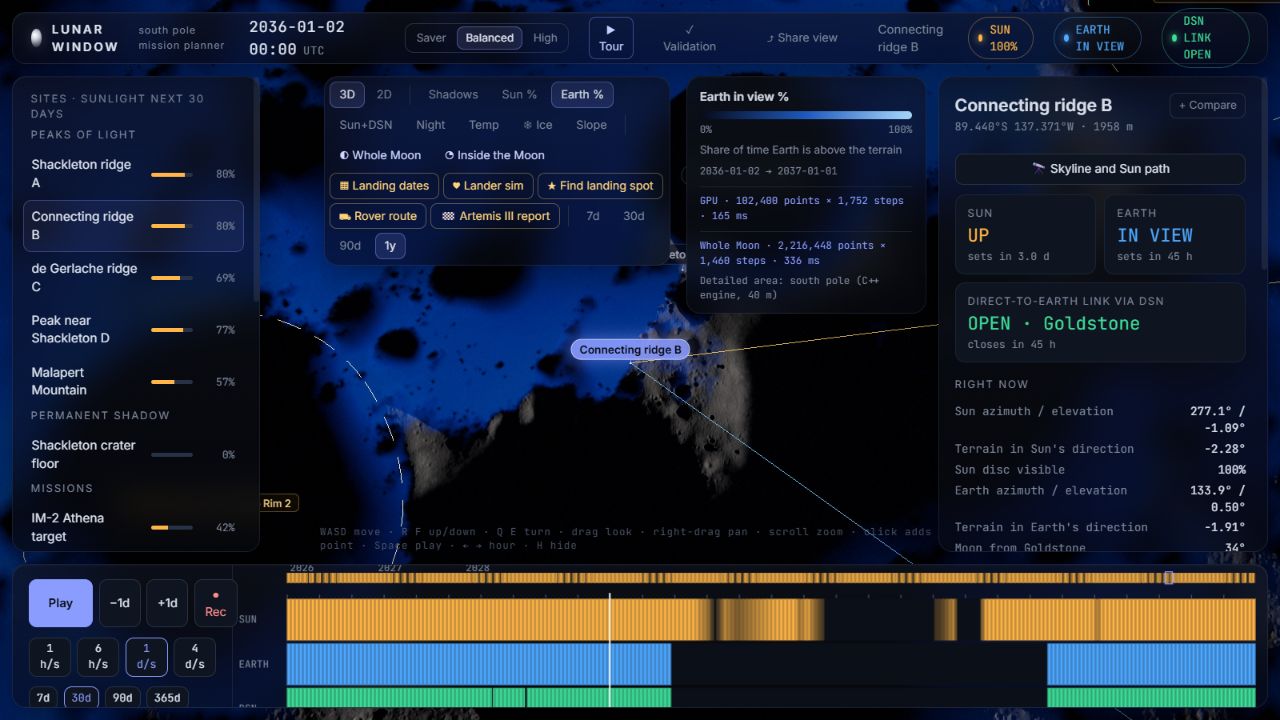 LUNAR
WINDOW
south pole
mission planner
2036-01-02
00:00 UTC
Saver Balanced High
▶
Tour
✓
Validation
⤴ Share view
Connecting
ridge B
SUN
100%
EARTH
IN VIEW
DSN
LINK
OPEN
SITES · SUNLIGHT NEXT 30
DAYS
PEAKS OF LIGHT
Shackleton ridge
A
80%
Connecting ridge
B
80%
de Gerlache ridge
C
69%
Peak near
Shackleton D
77%
Malapert
Mountain
57%
PERMANENT SHADOW
Shackleton crater
floor
0%
MISSIONS
IM-2 Athena
target
42%
3D 2D Shadows Sun % Earth %
Sun+DSN Night Temp ❄ Ice Slope
◐ Whole Moon ◔ Inside the Moon
▦ Landing dates ♥ Lander sim ★ Find landing spot
⛟ Rover route 🏁 Artemis III report 7d 30d
90d 1y
Earth in view %
0% 100%
Share of time Earth is above the terrain
2036-01-02 → 2037-01-01
GPU · 102,400 points × 1,752 steps
· 165 ms
Whole Moon · 2,216,448 points ×
1,460 steps · 336 ms
Detailed area: south pole (C++
engine, 40 m)
Connecting ridge B
Rim 2
WASD move · R F up/down · Q E turn · drag look · right-drag pan · scroll zoom · click adds
point · Space play · ← → hour · H hide
Connecting ridge B
+ Compare
89.440°S 137.371°W · 1958 m
🔭 Skyline and Sun path
SUN
UP
sets in 3.0 d
EARTH
IN VIEW
sets in 45 h
DIRECT-TO-EARTH LINK VIA DSN
OPEN · Goldstone
closes in 45 h
RIGHT NOW
Sun azimuth / elevation 277.1° /
-1.09°
Terrain in Sun's direction -2.28°
Sun disc visible 100%
Earth azimuth / elevation 133.9° /
0.50°
Terrain in Earth's direction -1.91°
Moon from Goldstone 34°
Play −1d +1d ● Rec
1 h/s 6 h/s 1 d/s 4 d/s
7d 30d 90d 365d
2026 2027 2028
SUN
EARTH
DSN